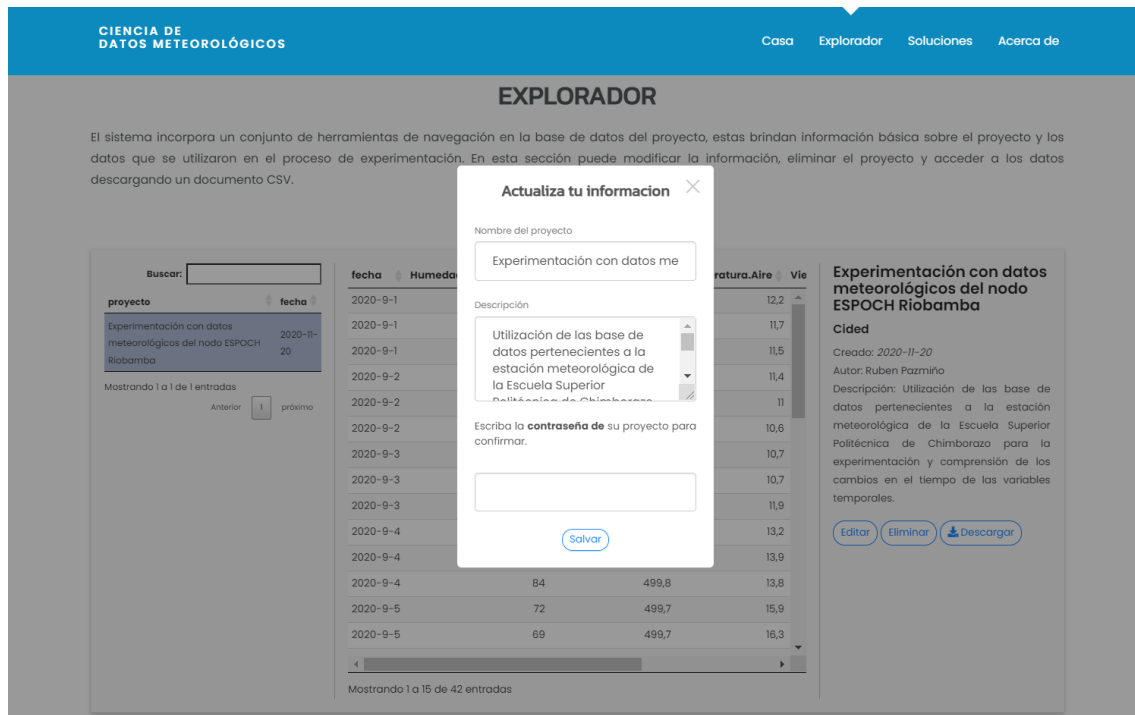 CIENCIA DE
DATOS METEOROLÓGICOS
Casa Explorador Soluciones Acerca de
EXPLORADOR
El sistema incorpora un conjunto de herramientas de navegación en la base de datos del proyecto, estas brindan información básica sobre el proyecto y los
datos que se utilizaron en el proceso de experimentación. En esta sección puede modificar la información, eliminar el proyecto y acceder a los datos
descargando un documento CSV.
Buscar:
proyecto fecha
Experimentación con datos
meteorológicos del nodo ESPOCH
Riobamba
2020-11-
20
Mostrando 1 a 1 de 1 entradas
Anterior 1 próximo
fecha ratura.Aire Vie
2020-9-1 12,2
2020-9-1 11,7
2020-9-1 11,5
2020-9-2 11,4
2020-9-2 11
2020-9-2 10,6
2020-9-3 10,7
2020-9-3 10,7
2020-9-3 11,9
2020-9-4 13,2
2020-9-4 13,9
2020-9-4 84 499,8 13,8
2020-9-5 72 499,7 15,9
2020-9-5 69 499,7 16,3
Mostrando 1 a 15 de 42 entradas
Actualiza tu informacion
Nombre del proyecto
Experimentación con datos me
Descripción
Utilización de las base de
datos pertenecientes a la
estación meteorológica de
la Escuela Superior
Politécnica de Chimborazo
Escriba la contraseña de su proyecto para
confirmar.
Salvar
Experimentación con datos
meteorológicos del nodo
ESPOCH Riobamba
Cided
Creado: 2020-11-20
Autor: Ruben Pazmiño
Descripción: Utilización de las base de
datos pertenecientes a la estación
meteorológica de la Escuela Superior
Politécnica de Chimborazo para la
experimentación y comprensión de los
cambios en el tiempo de las variables
temporales.
Editar Eliminar Descargar